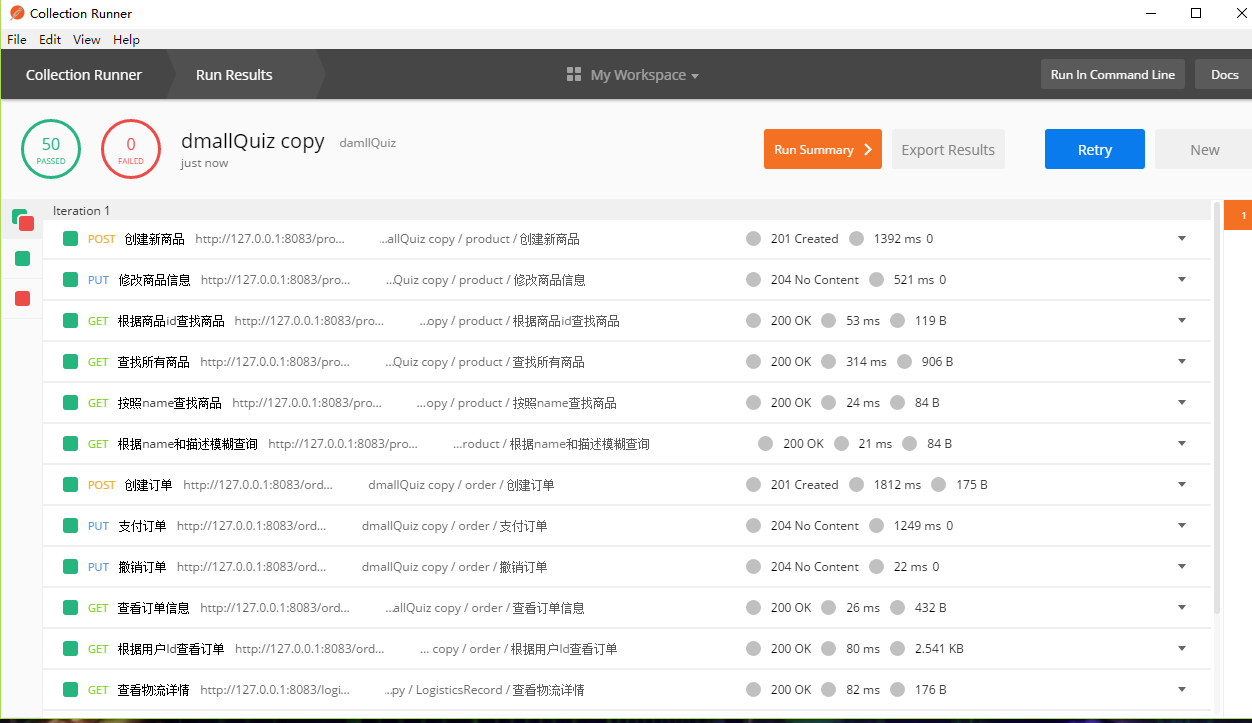 Collection Runner
File Edit View Help
Collection Runner Run Results My Workspace Run In Command Line Docs
50 PASSED 0 FAILED dmallQuiz copy damllQuiz just now Run Summary Export Results Retry New
Iteration 1 1
POST 创建新商品 http://127.0.0.1:8083/pro... ...allQuiz copy / product / 创建新商品 201 Created 1392 ms 0
PUT 修改商品信息 http://127.0.0.1:8083/pro... ...Quiz copy / product / 修改商品信息 204 No Content 521 ms 0
GET 根据商品id查找商品 http://127.0.0.1:8083/pro... ...opy / product / 根据商品id查找商品 200 OK 53 ms 119 B
GET 查找所有商品 http://127.0.0.1:8083/pro... ...Quiz copy / product / 查找所有商品 200 OK 314 ms 906 B
GET 按照name查找商品 http://127.0.0.1:8083/pro... ...opy / product / 按照name查找商品 200 OK 24 ms 84 B
GET 根据name和描述模糊查询 http://127.0.0.1:8083/pro... ...roduct / 根据name和描述模糊查询 200 OK 21 ms 84 B
POST 创建订单 http://127.0.0.1:8083/ord... dmallQuiz copy / order / 创建订单 201 Created 1812 ms 175 B
PUT 支付订单 http://127.0.0.1:8083/ord... dmallQuiz copy / order / 支付订单 204 No Content 1249 ms 0
PUT 撤销订单 http://127.0.0.1:8083/ord... dmallQuiz copy / order / 撤销订单 204 No Content 22 ms 0
GET 查看订单信息 http://127.0.0.1:8083/ord... ...allQuiz copy / order / 查看订单信息 200 OK 26 ms 432 B
GET 根据用户Id查看订单 http://127.0.0.1:8083/ord... ... copy / order / 根据用户Id查看订单 200 OK 80 ms 2.541 KB
GET 查看物流详情 http://127.0.0.1:8083/logi... ...py / LogisticsRecord / 查看物流详情 200 OK 82 ms 176 B